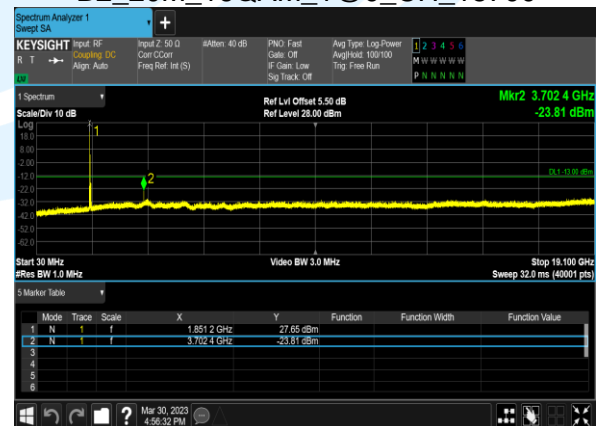 Spectrum Analyzer 1
Swept SA
KEYSIGHT
R T
LV
Input: RF
Coupling: DC
Align: Auto
Input Z: 50 Ω
Corr CCorr
Freq Ref: Int (S)
#Atten: 40 dB
PNO: Fast
Gate: Off
IF Gain: Low
Sig Track: Off
Avg Type: Log-Power
Avg|Hold: 100/100
Trig: Free Run
1 2 3 4 5 6
M W W W W W
P N N N N N
1 Spectrum
Scale/Div 10 dB
Ref Lvl Offset 5.50 dB
Ref Level 28.00 dBm
Mkr2 3.702 4 GHz
-23.81 dBm
Log
18.0
8.00
-2.00
-12.0
-22.0
-32.0
-42.0
-52.0
-62.0
1
2
DL1 -13.00 dBm
Start 30 MHz
#Res BW 1.0 MHz
Video BW 3.0 MHz
Stop 19.100 GHz
Sweep 32.0 ms (40001 pts)
5 Marker Table
Mode Trace Scale X Y Function Function Width Function Value
1 N 1 f 1.851 2 GHz 27.65 dBm
2 N 1 f 3.702 4 GHz -23.81 dBm
3
4
5
6
?
Mar 30, 2023
4:56:32 PM